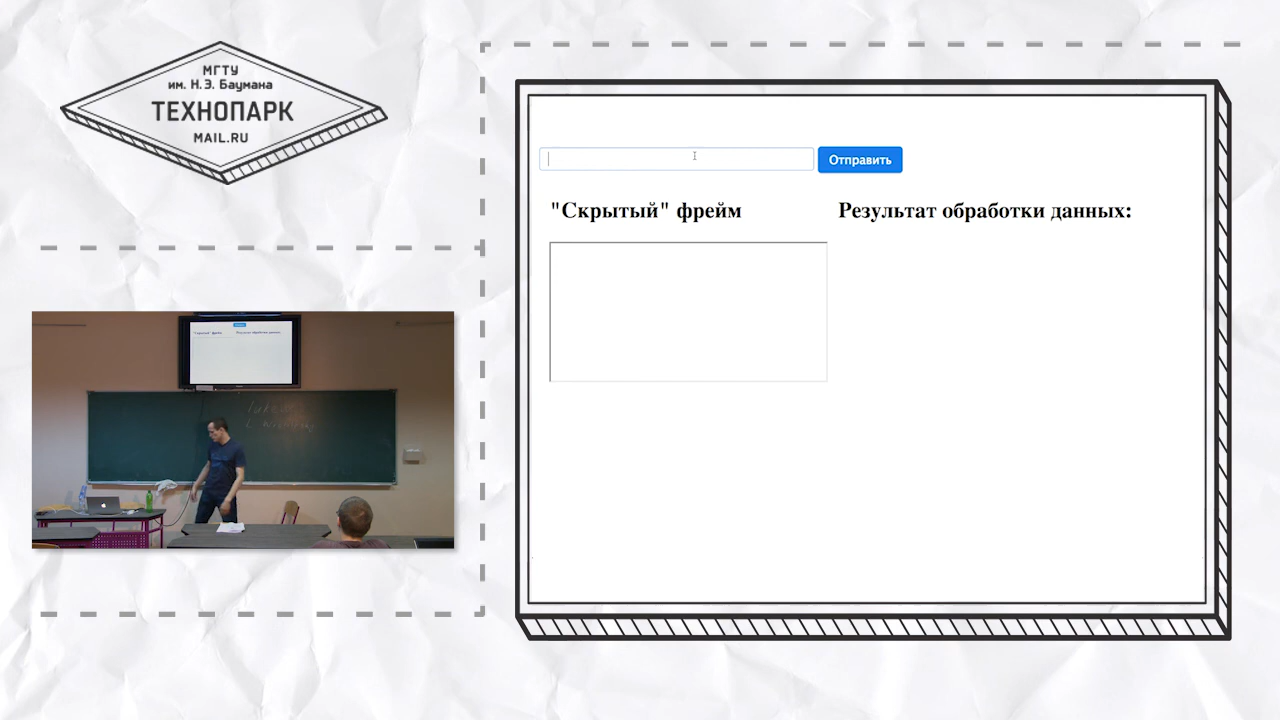 МГТУ
им. Н.Э. Баумана
ТЕХНОПАРК
MAIL.RU
Отправить
"Скрытый" фрейм
Результат обработки данных: